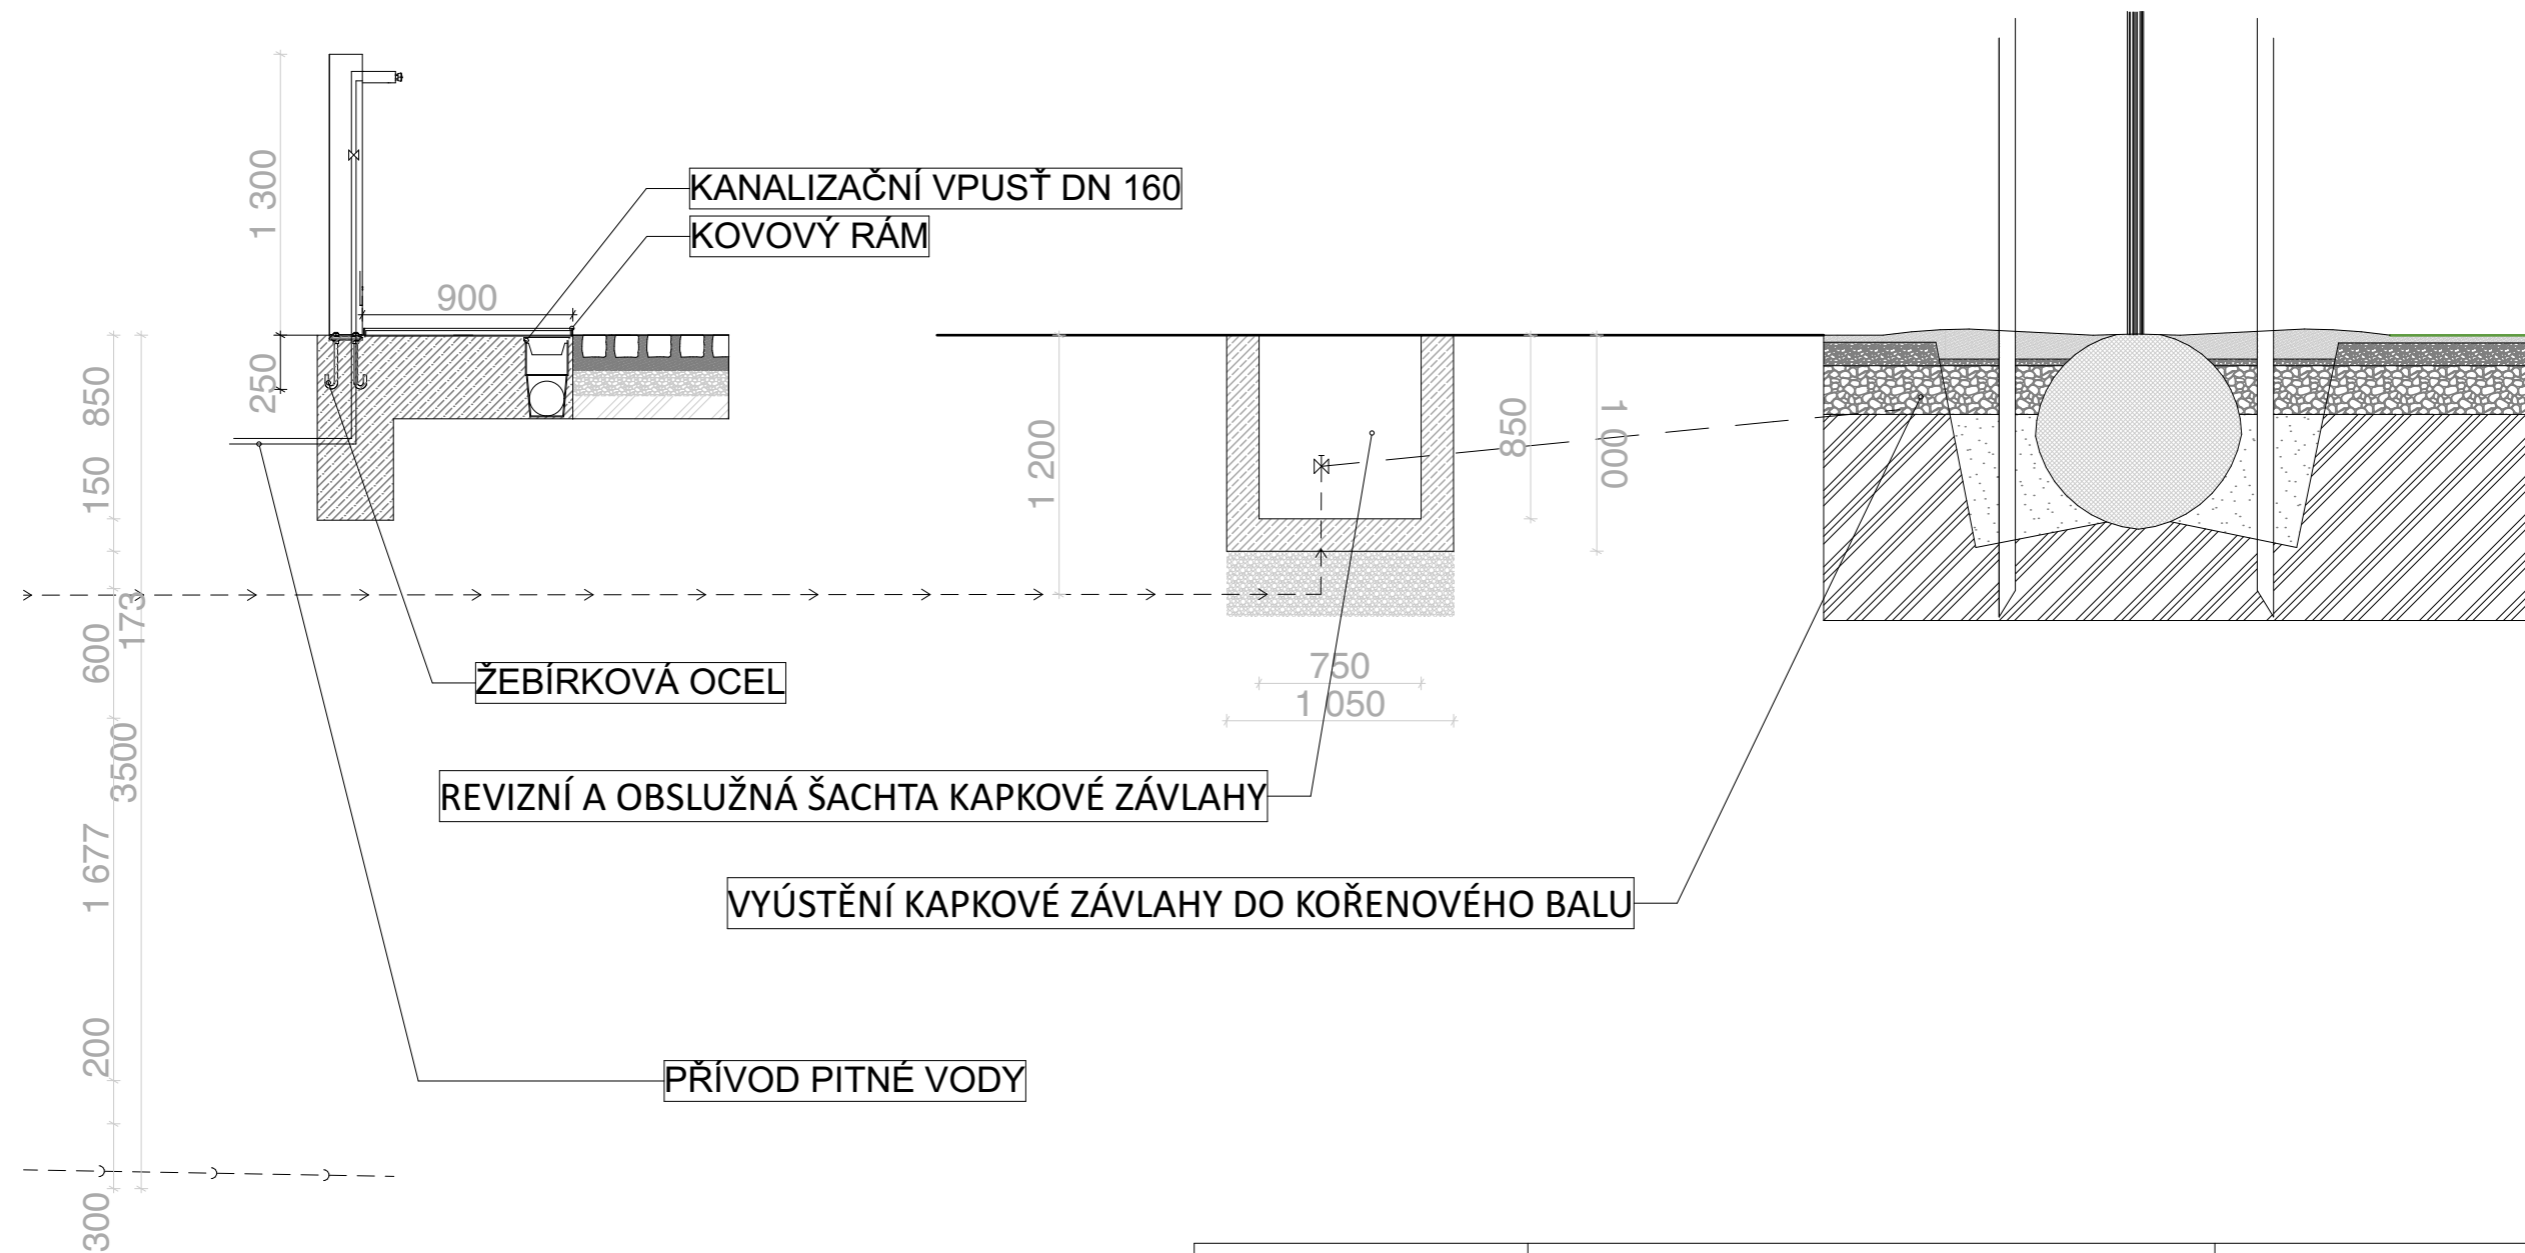 1 300
KANALIZAČNÍ VPUSŤ DN 160
KOVOVÝ RÁM
900
250
850
150
1 200
850
1 000
173
600
ŽEBÍRKOVÁ OCEL
750
1 050
3500
REVIZNÍ A OBSLUŽNÁ ŠACHTA KAPKOVÉ ZÁVLAHY
1 677
VYÚSTĚNÍ KAPKOVÉ ZÁVLAHY DO KOŘENOVÉHO BALU
200
PŘÍVOD PITNÉ VODY
300